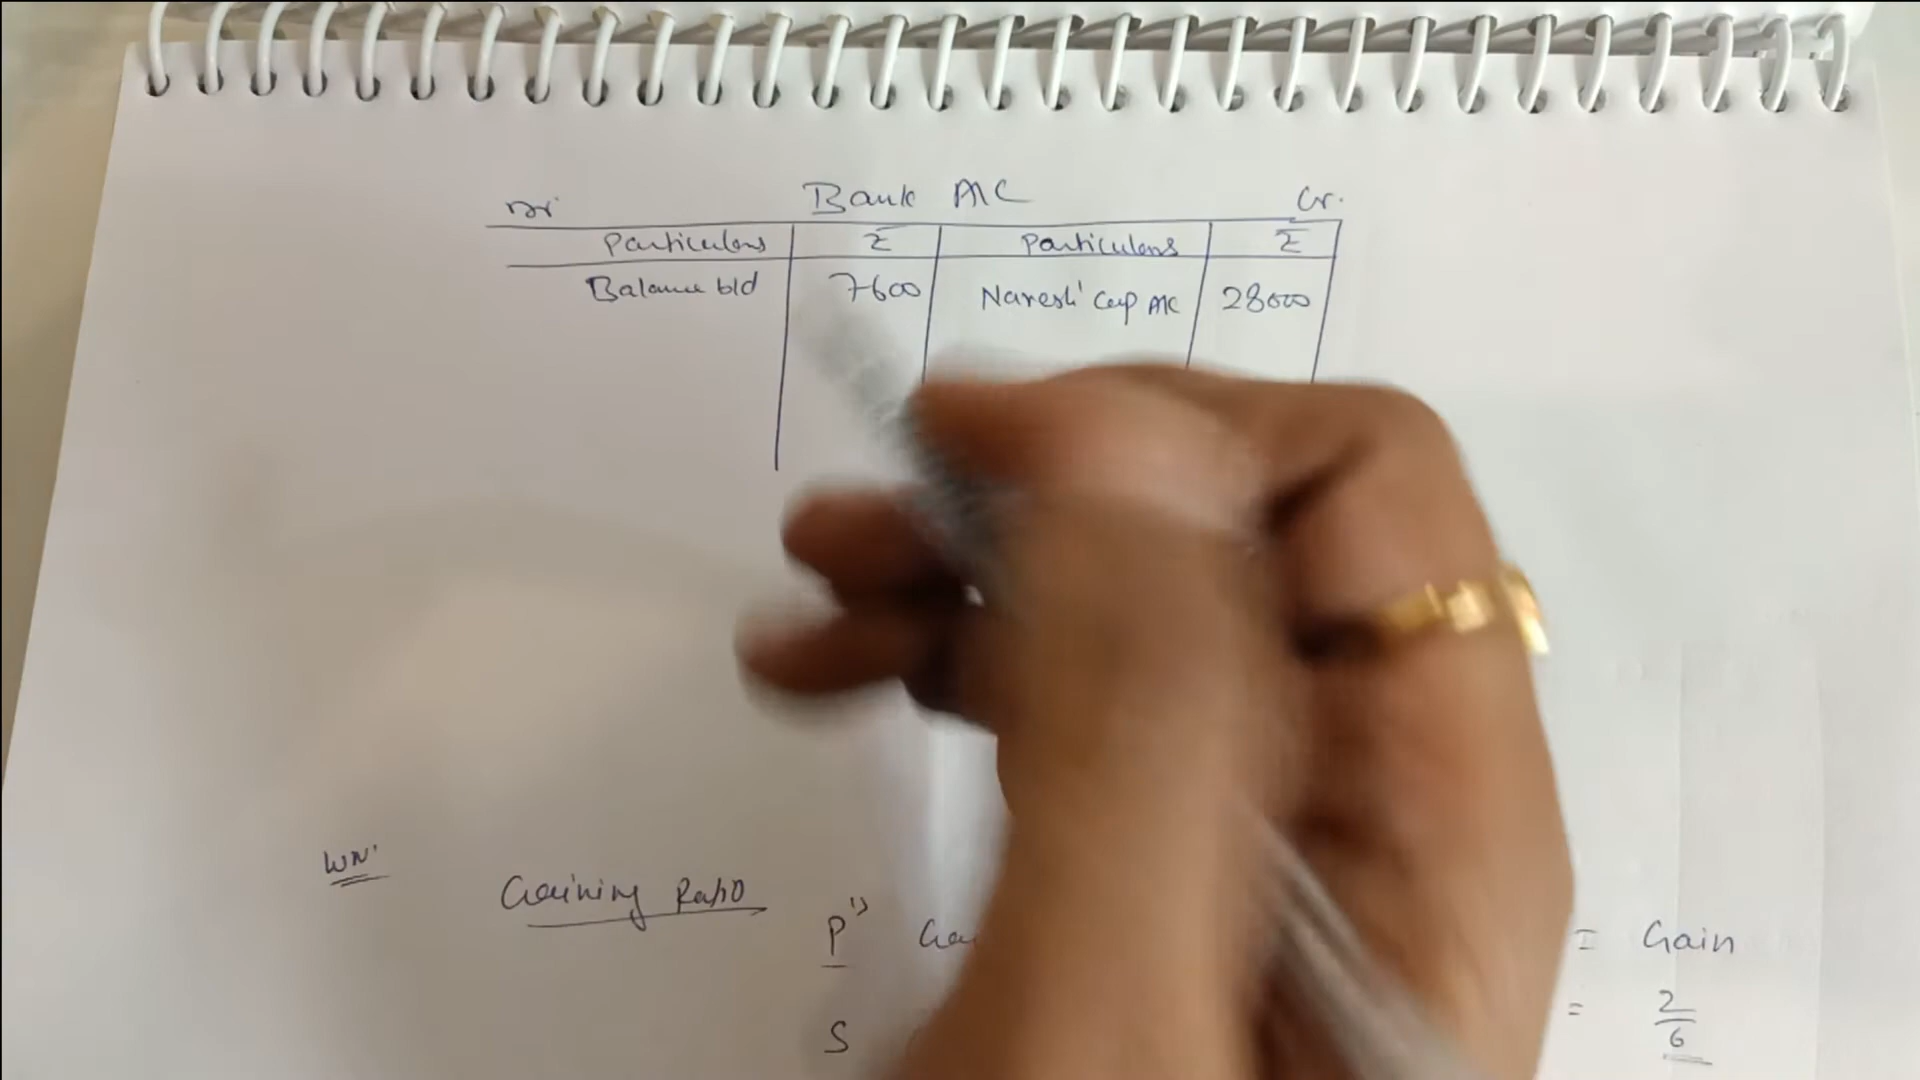 Dr Bank A/C Cr.
Particulars ₹ Particulars ₹
Balance b/d 7600 Naresh' Cap A/c 28000
WN'
Gaining Ratio
P = Gain
S = 2/6